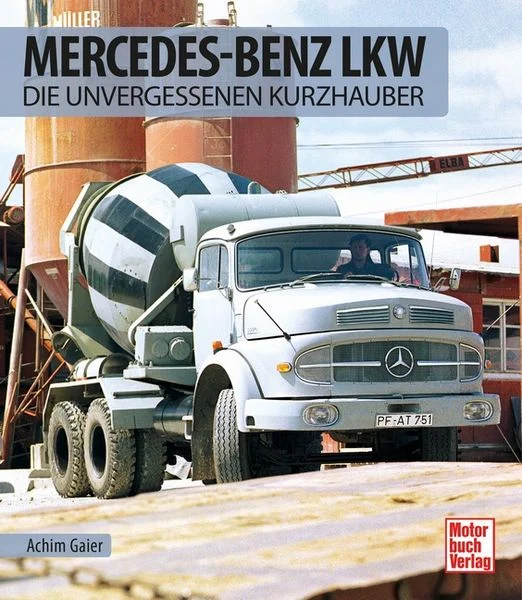 MÜLLER
MERCEDES-BENZ LKW
DIE UNVERGESSENEN KURZHAUBER
ELBA
PF-AT 751
Achim Gaier
Motor
buch
Verlag